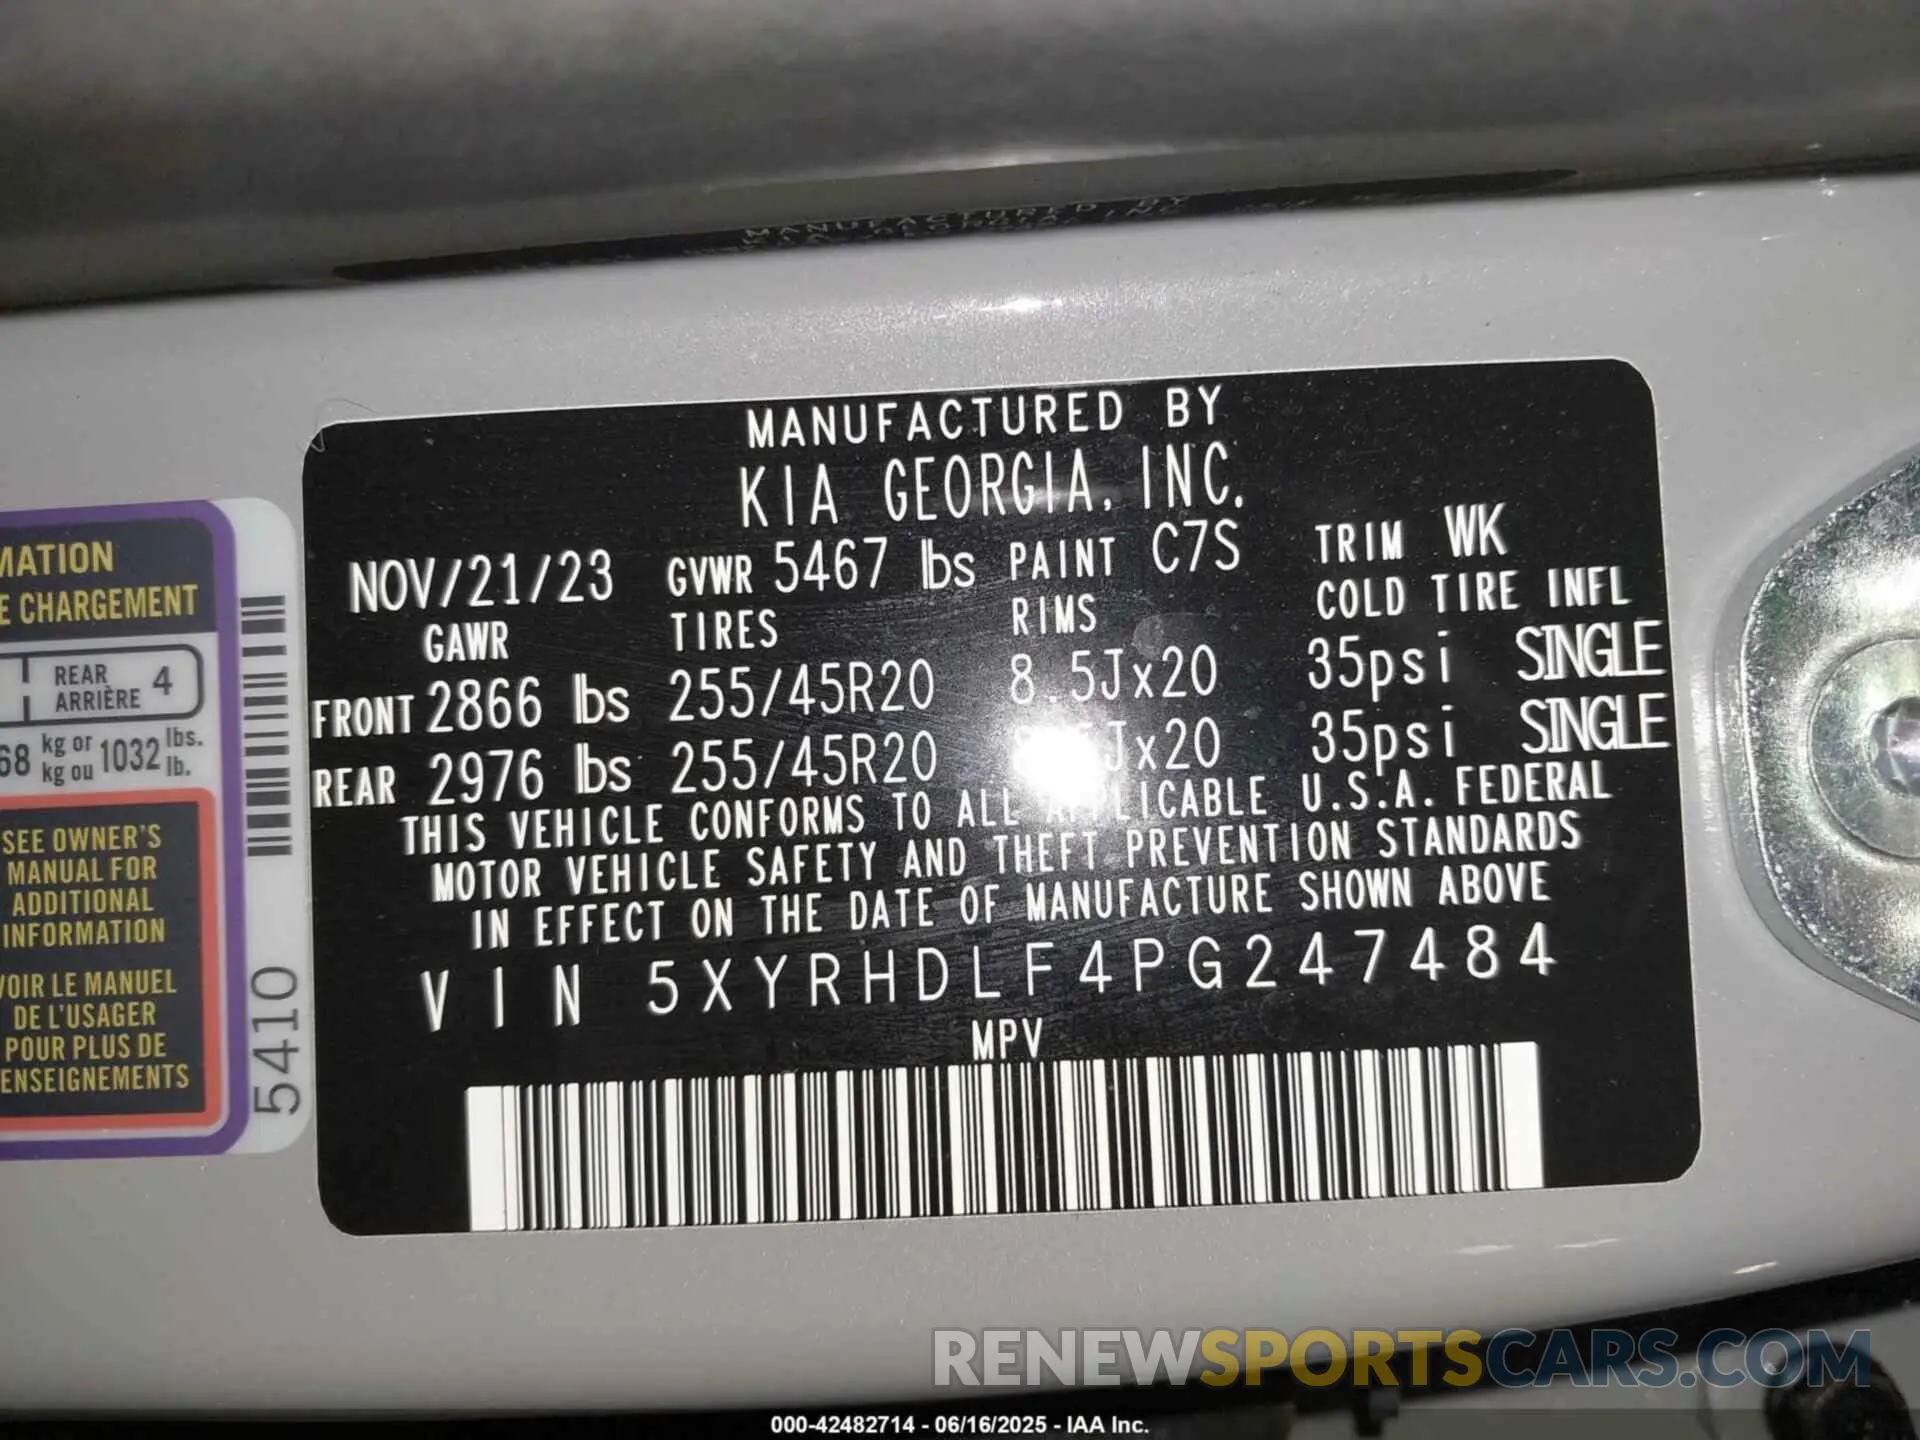 MANUFACTURED BY
MANUFACTURED BY
KIA GEORGIA, INC.
NOV/21/23 GVWR 5467 lbs PAINT C7S TRIM WK
GAWR TIRES RIMS COLD TIRE INFL
FRONT 2866 lbs 255/45R20 8.5Jx20 35psi SINGLE
REAR 2976 lbs 255/45R20 Jx20 35psi SINGLE
THIS VEHICLE CONFORMS TO ALL APPLICABLE U.S.A. FEDERAL
MOTOR VEHICLE SAFETY AND THEFT PREVENTION STANDARDS
IN EFFECT ON THE DATE OF MANUFACTURE SHOWN ABOVE
VIN 5XYRHDLF4PG247484
MPV
MATION
E CHARGEMENT
REAR 4
ARRIÈRE
68 kg or 1032 lbs.
kg ou lb.
SEE OWNER'S
MANUAL FOR
ADDITIONAL
INFORMATION
VOIR LE MANUEL
DE L'USAGER
POUR PLUS DE
ENSEIGNEMENTS
5410
RENEWSPORTSCARS.COM
000-42482714 - 06/16/2025 - IAA Inc.